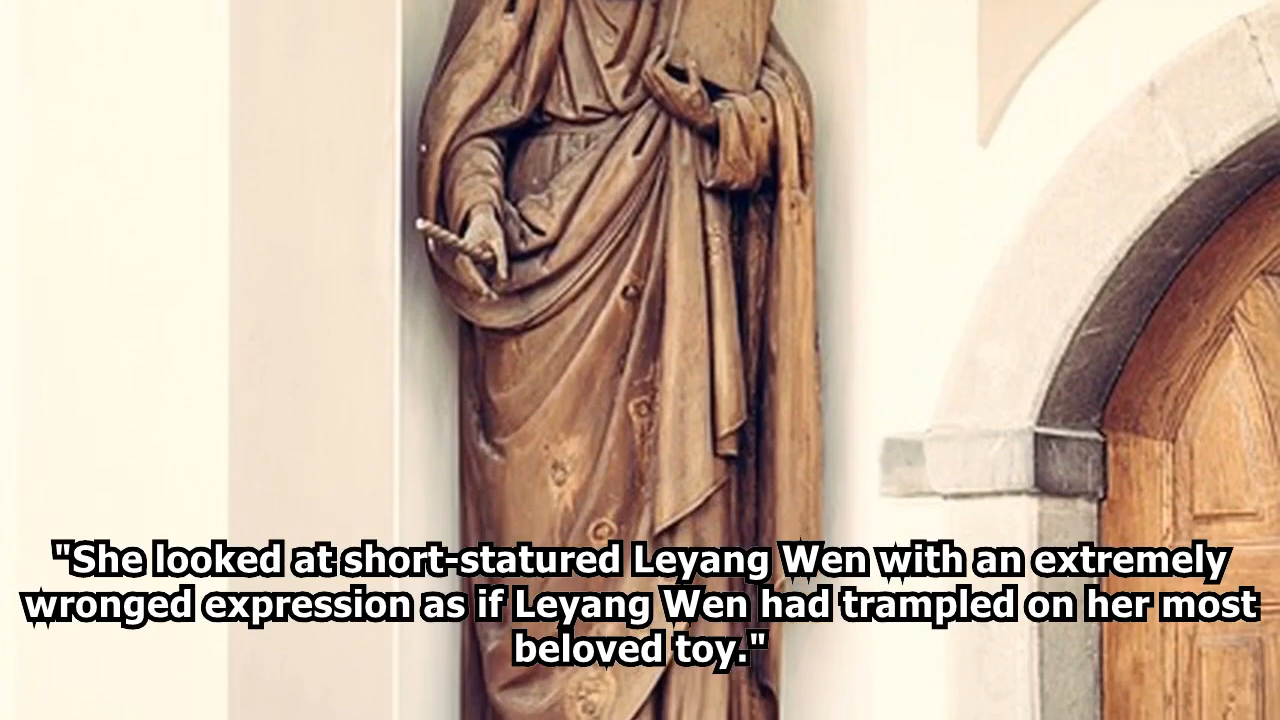 "She looked at short-statured Leyang Wen with an extremely
wronged expression as if Leyang Wen had trampled on her most
beloved toy."